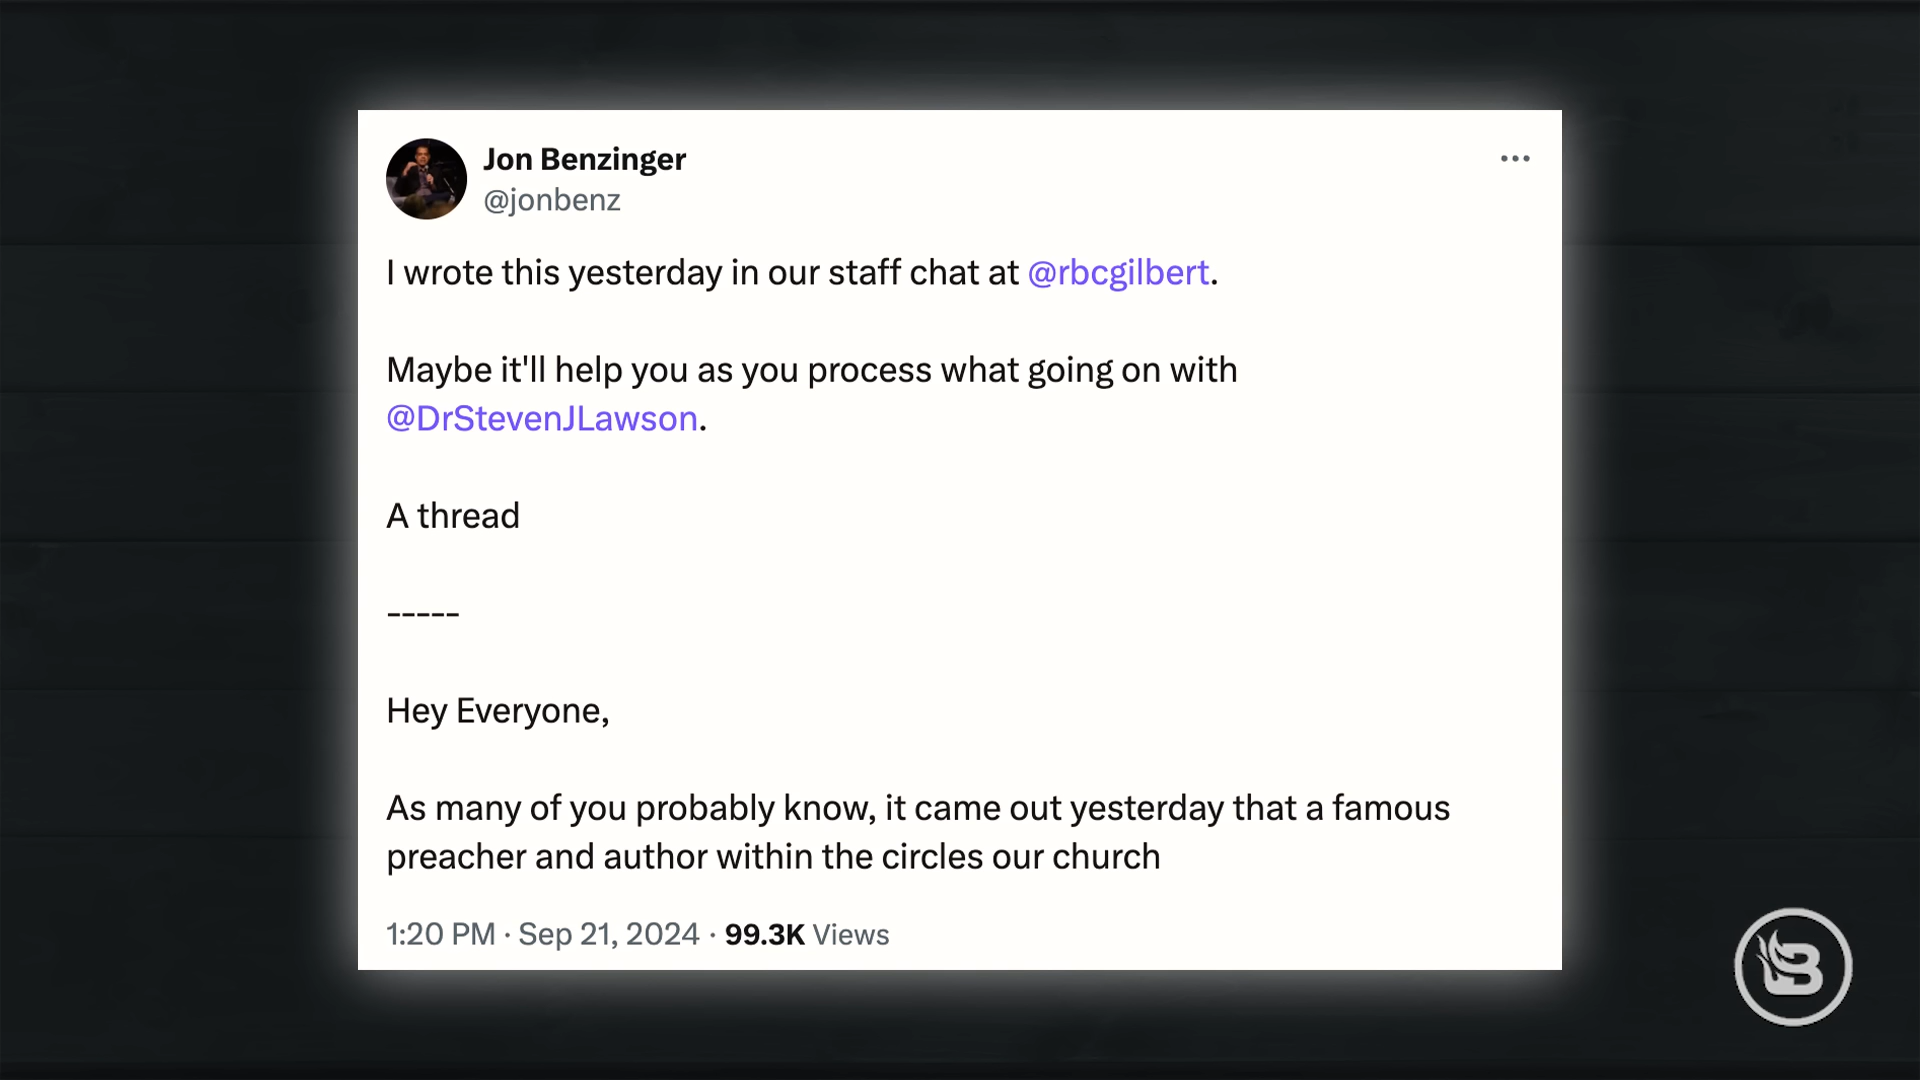 Jon Benzinger
@jonbenz
I wrote this yesterday in our staff chat at @rbcgilbert.
Maybe it'll help you as you process what going on with
@DrStevenJLawson.
A thread
-----
Hey Everyone,
As many of you probably know, it came out yesterday that a famous
preacher and author within the circles our church
1:20 PM · Sep 21, 2024 · 99.3K Views
B